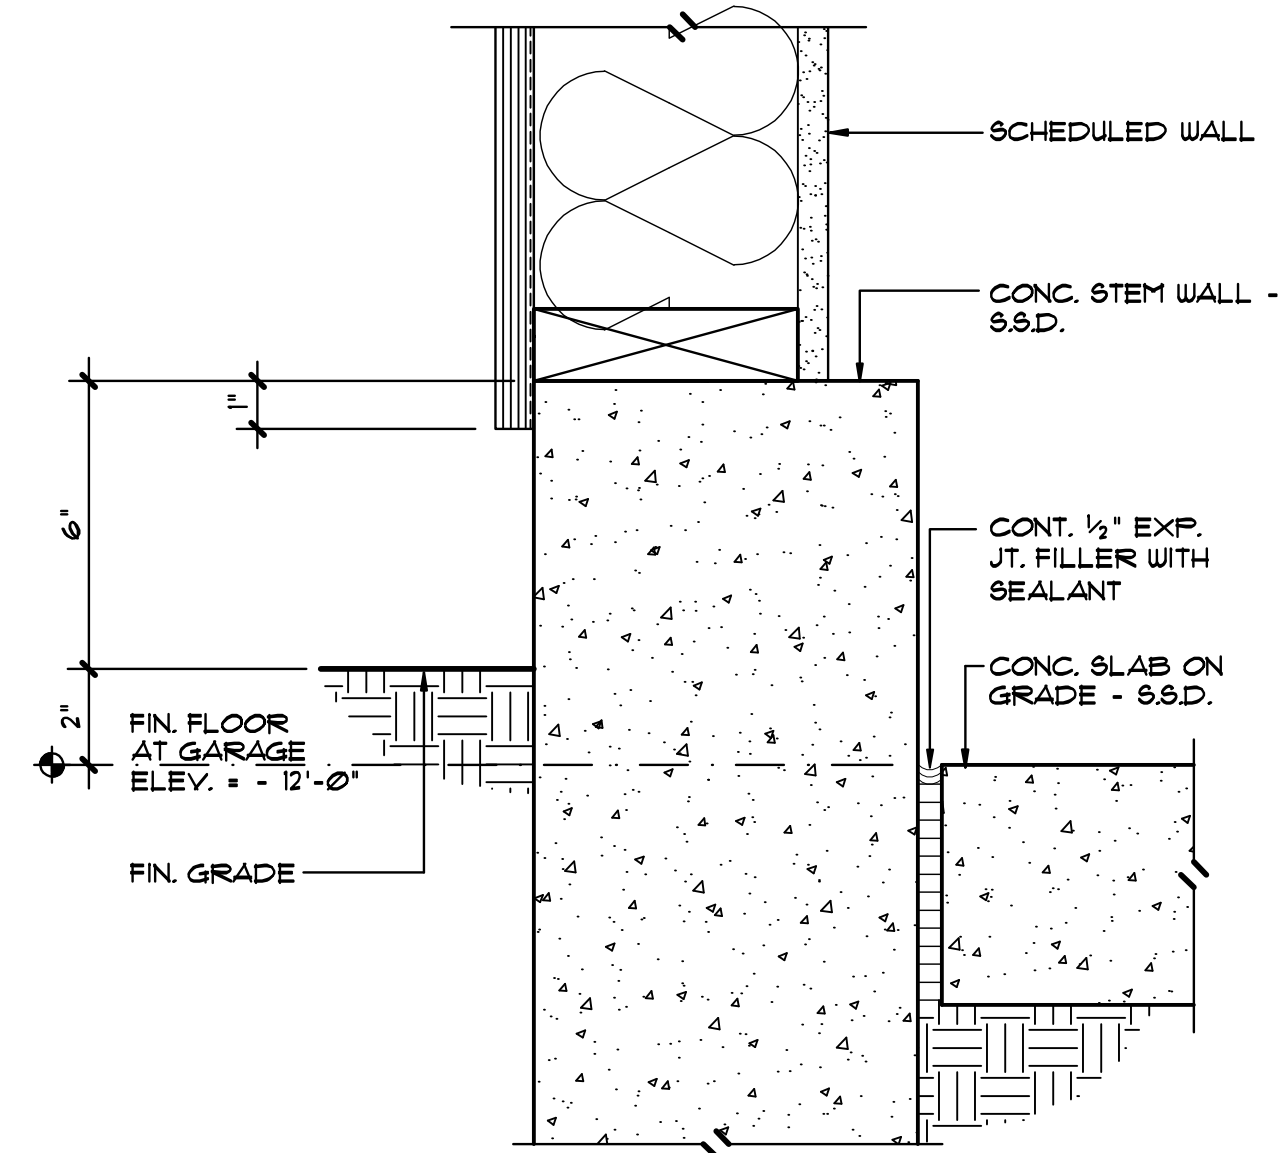 SCHEDULED WALL
CONC. STEM WALL -
S.S.D.
1"
6"
CONT. ½" EXP.
JT. FILLER WITH
SEALANT
CONC. SLAB ON
GRADE - S.S.D.
2"
FIN. FLOOR
AT GARAGE
ELEV. = - 12'-0"
FIN. GRADE